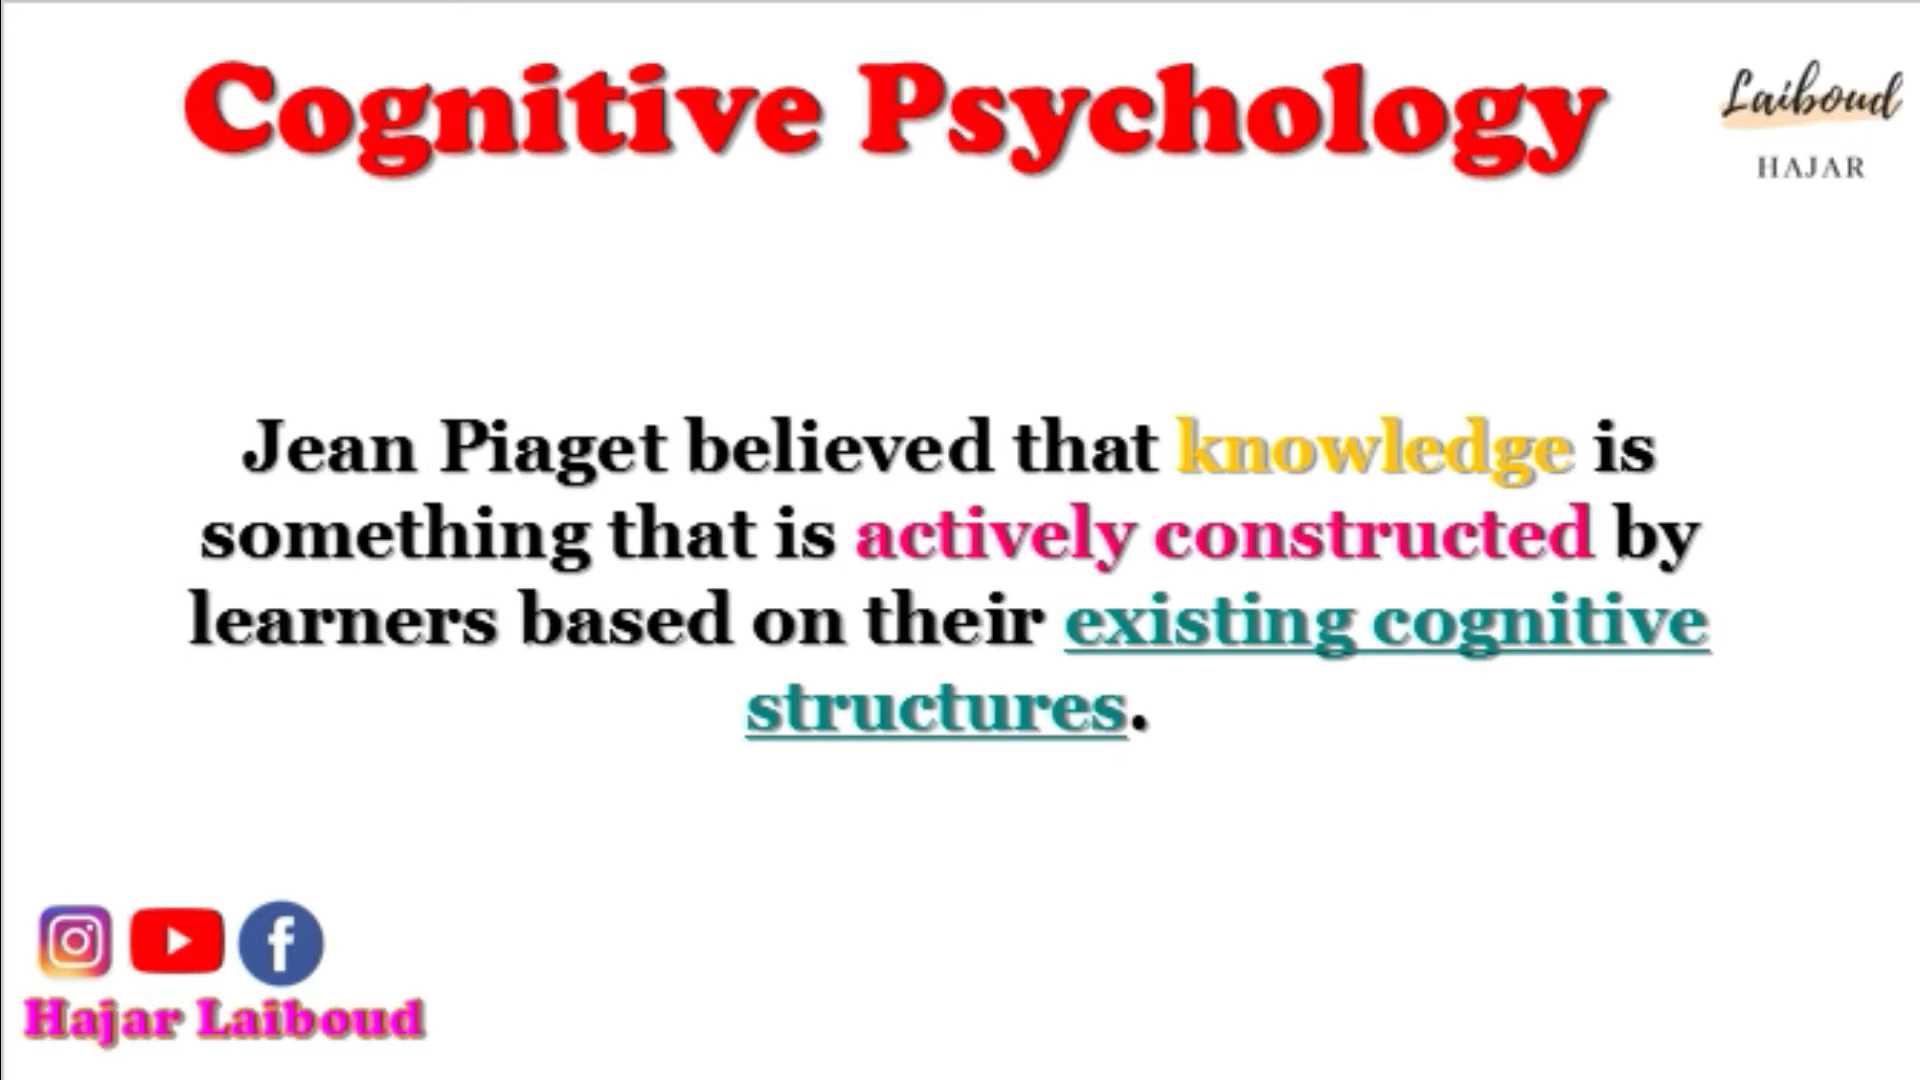 Cognitive Psychology
Laiboud
HAJAR
Jean Piaget believed that knowledge is
something that is actively constructed by
learners based on their existing cognitive
structures.
Hajar Laiboud